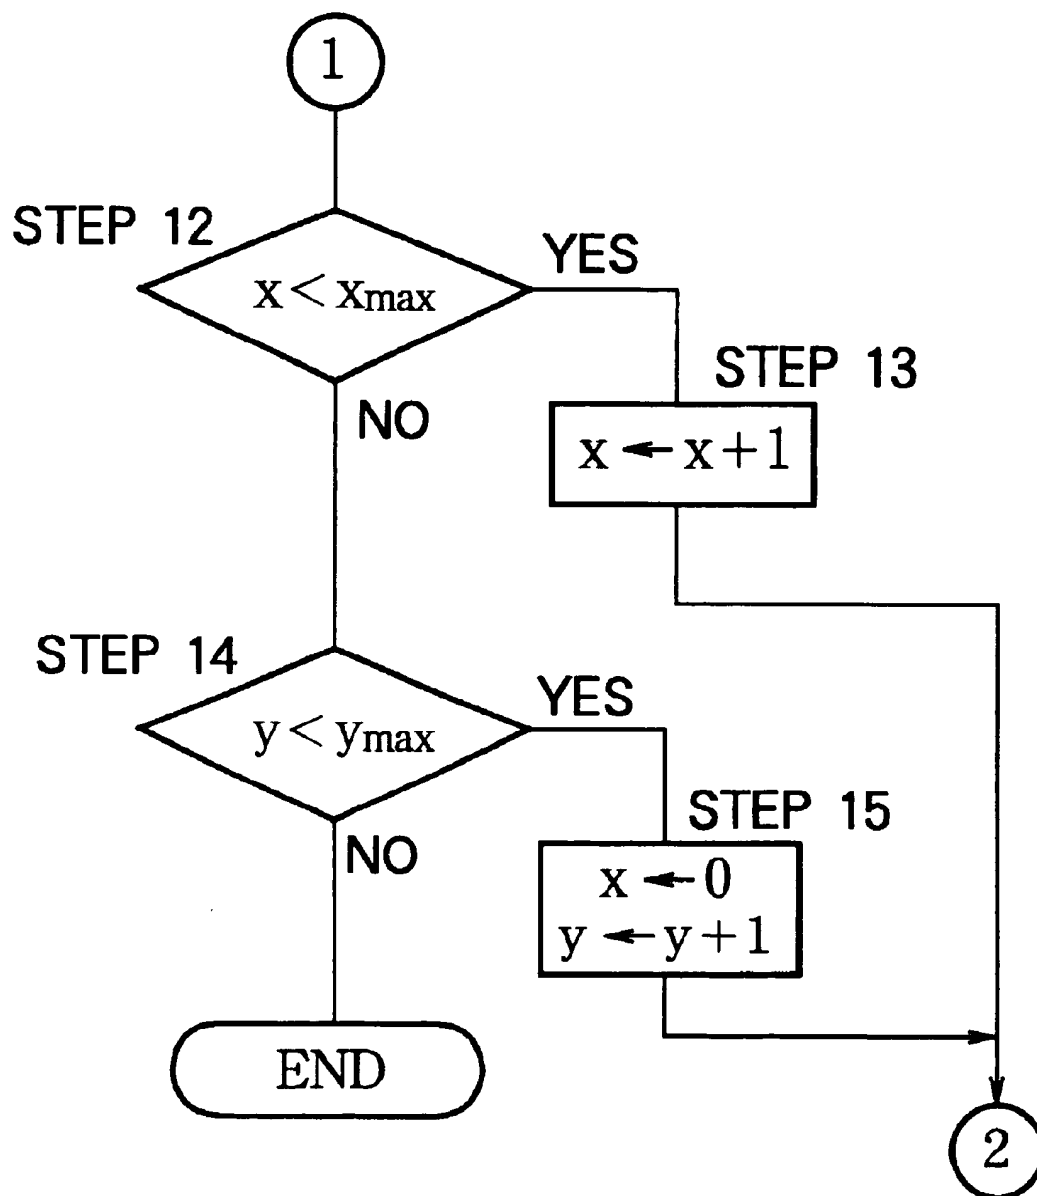 1
STEP 12
YES
x < xmax
STEP 13
NO
x ← x + 1
STEP 14
YES
y < ymax
STEP 15
NO
x ← 0
y ← y + 1
END
2